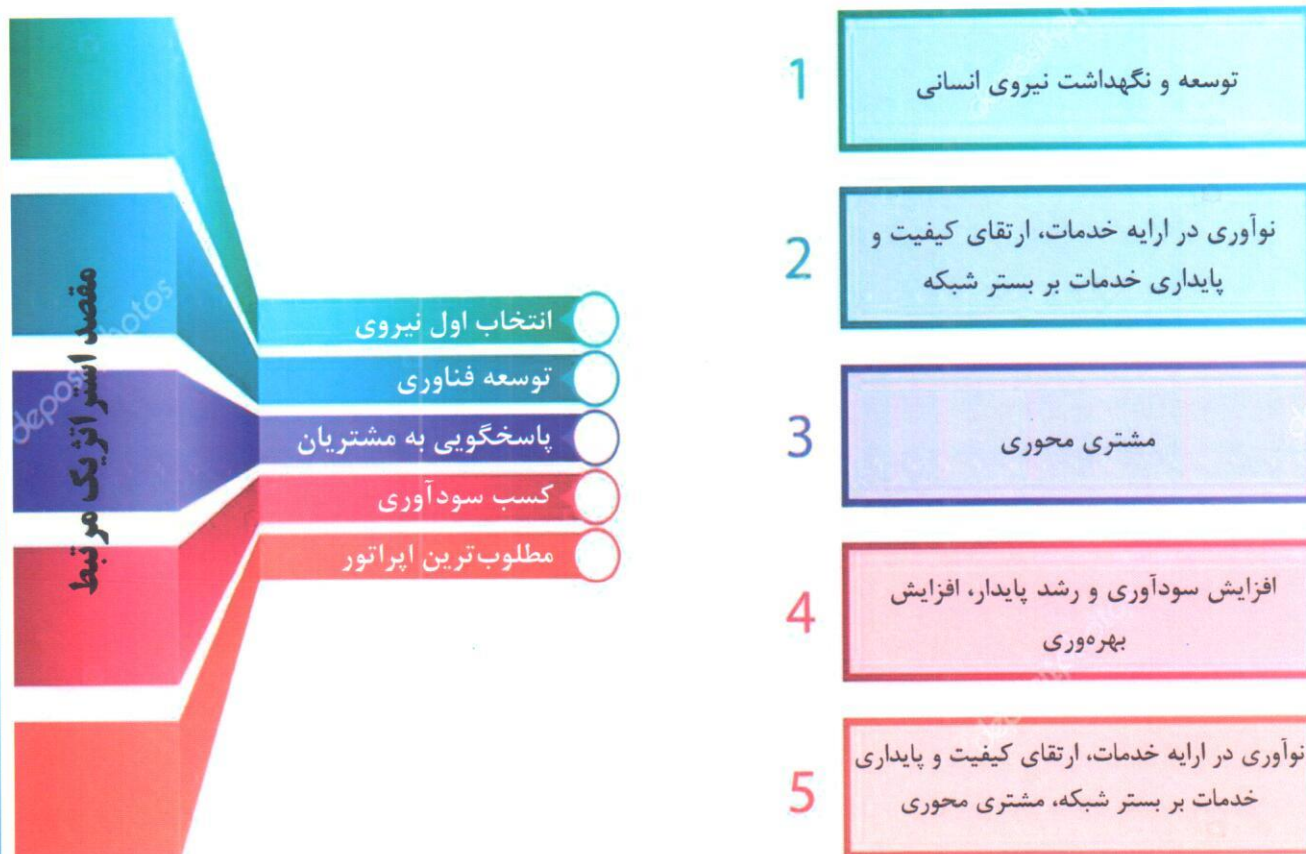 مقصد استراتژیک مرتبط
انتخاب اول نیروی
توسعه فناوری
پاسخگویی به مشتریان
کسب سودآوری
مطلوب‌ترین اپراتور
1
توسعه و نگهداشت نیروی انسانی
2
نوآوری در ارایه خدمات، ارتقای کیفیت و
پایداری خدمات بر بستر شبکه
3
مشتری محوری
4
افزایش سودآوری و رشد پایدار، افزایش
بهره‌وری
5
نوآوری در ارایه خدمات، ارتقای کیفیت و پایداری
خدمات بر بستر شبکه، مشتری محوری
depositphotos